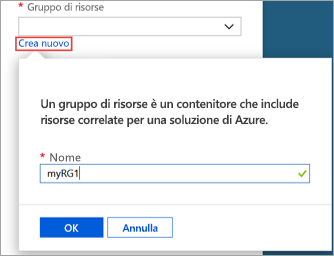 * Gruppo di risorse
Crea nuovo
Un gruppo di risorse è un contenitore che include
risorse correlate per una soluzione di Azure.
* Nome
myRG1
OK
Annulla